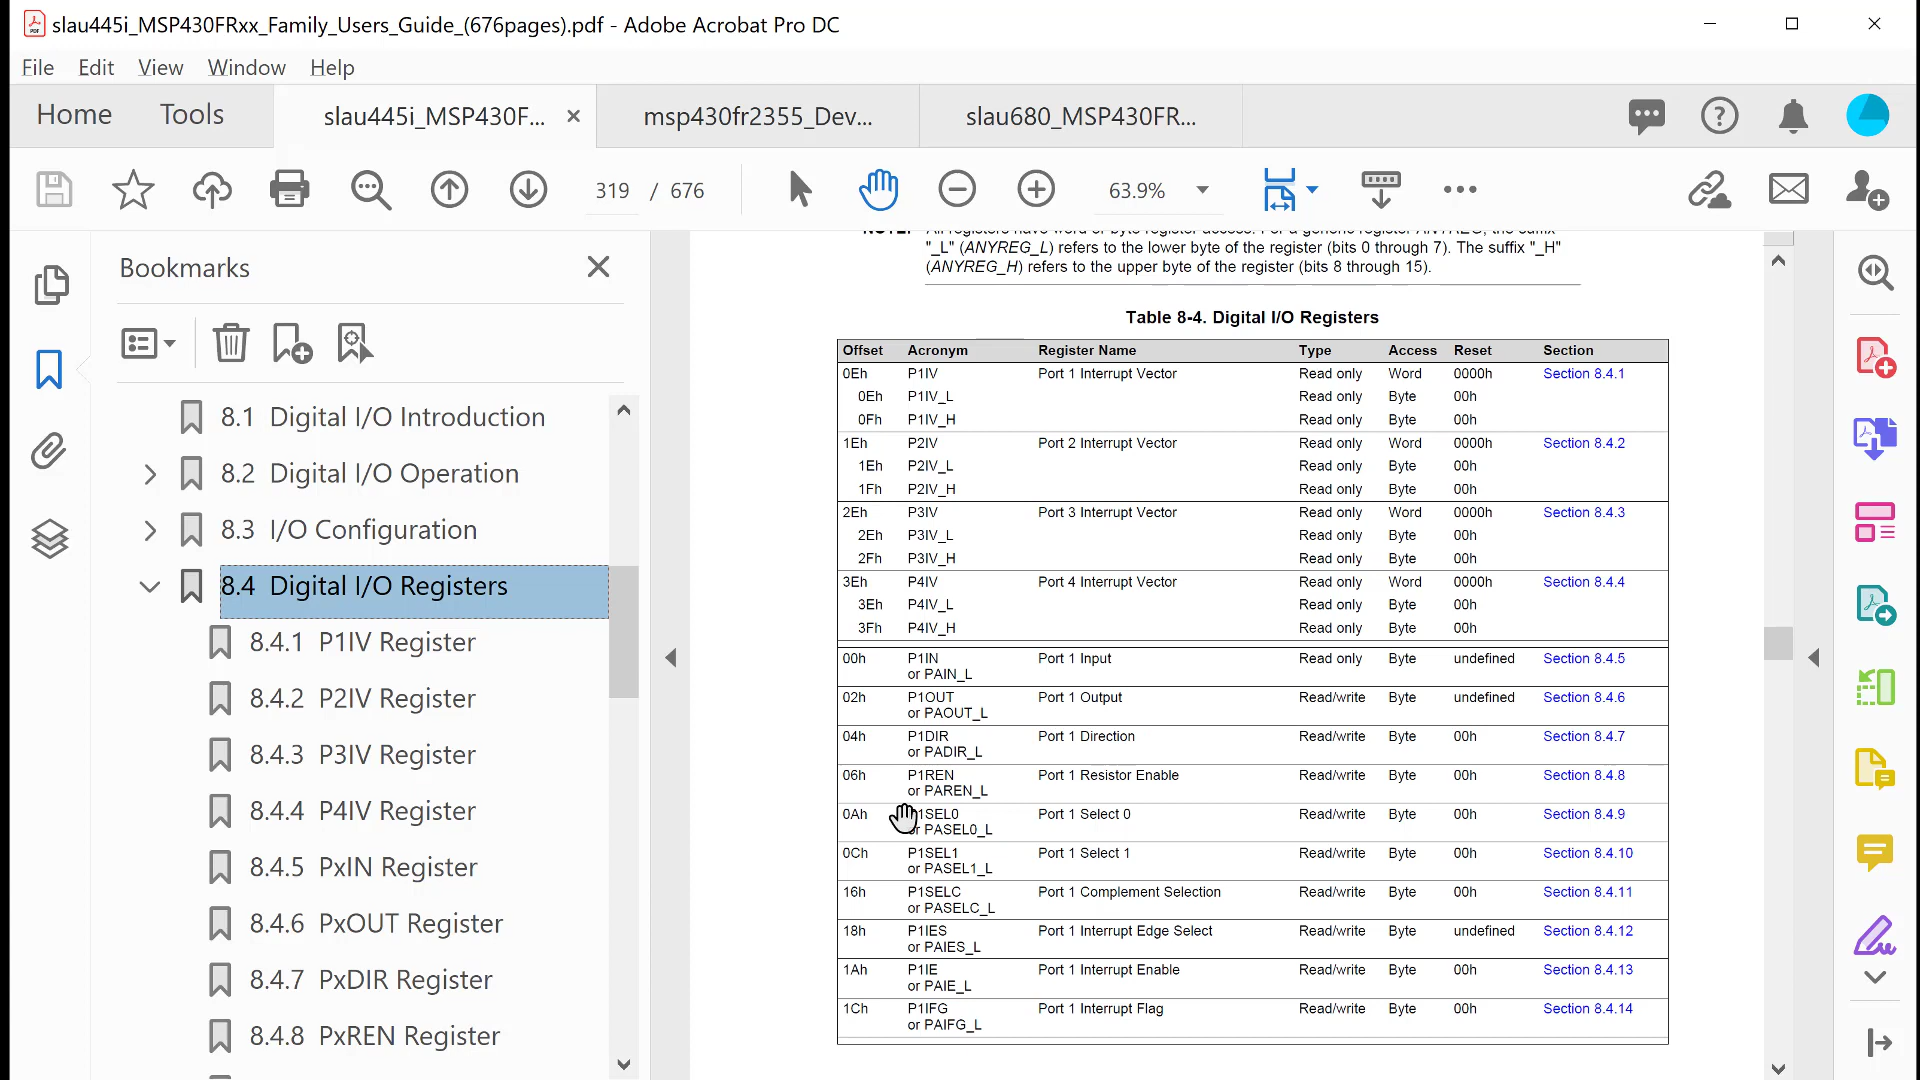 slau445i_MSP430FRxx_Family_Users_Guide_(676pages).pdf - Adobe Acrobat Pro DC
File Edit View Window Help
Home Tools slau445i_MSP430F... msp430fr2355_Dev... slau680_MSP430FR...
319 / 676 63.9%
Bookmarks
8.1 Digital I/O Introduction
8.2 Digital I/O Operation
8.3 I/O Configuration
8.4 Digital I/O Registers
8.4.1 P1IV Register
8.4.2 P2IV Register
8.4.3 P3IV Register
8.4.4 P4IV Register
8.4.5 PxIN Register
8.4.6 PxOUT Register
8.4.7 PxDIR Register
8.4.8 PxREN Register
NOTE: All registers have word or byte register access. For a generic register ANYREG, the suffix
"_L" (ANYREG_L) refers to the lower byte of the register (bits 0 through 7). The suffix "_H"
(ANYREG_H) refers to the upper byte of the register (bits 8 through 15).
Table 8-4. Digital I/O Registers
Offset Acronym Register Name Type Access Reset Section
0Eh P1IV Port 1 Interrupt Vector Read only Word 0000h Section 8.4.1
0Eh P1IV_L Read only Byte 00h
0Fh P1IV_H Read only Byte 00h
1Eh P2IV Port 2 Interrupt Vector Read only Word 0000h Section 8.4.2
1Eh P2IV_L Read only Byte 00h
1Fh P2IV_H Read only Byte 00h
2Eh P3IV Port 3 Interrupt Vector Read only Word 0000h Section 8.4.3
2Eh P3IV_L Read only Byte 00h
2Fh P3IV_H Read only Byte 00h
3Eh P4IV Port 4 Interrupt Vector Read only Word 0000h Section 8.4.4
3Eh P4IV_L Read only Byte 00h
3Fh P4IV_H Read only Byte 00h
00h P1IN Port 1 Input Read only Byte undefined Section 8.4.5
or PAIN_L
02h P1OUT Port 1 Output Read/write Byte undefined Section 8.4.6
or PAOUT_L
04h P1DIR Port 1 Direction Read/write Byte 00h Section 8.4.7
or PADIR_L
06h P1REN Port 1 Resistor Enable Read/write Byte 00h Section 8.4.8
or PAREN_L
0Ah P1SEL0 Port 1 Select 0 Read/write Byte 00h Section 8.4.9
or PASEL0_L
0Ch P1SEL1 Port 1 Select 1 Read/write Byte 00h Section 8.4.10
or PASEL1_L
16h P1SELC Port 1 Complement Selection Read/write Byte 00h Section 8.4.11
or PASELC_L
18h P1IES Port 1 Interrupt Edge Select Read/write Byte undefined Section 8.4.12
or PAIES_L
1Ah P1IE Port 1 Interrupt Enable Read/write Byte 00h Section 8.4.13
or PAIE_L
1Ch P1IFG Port 1 Interrupt Flag Read/write Byte 00h Section 8.4.14
or PAIFG_L